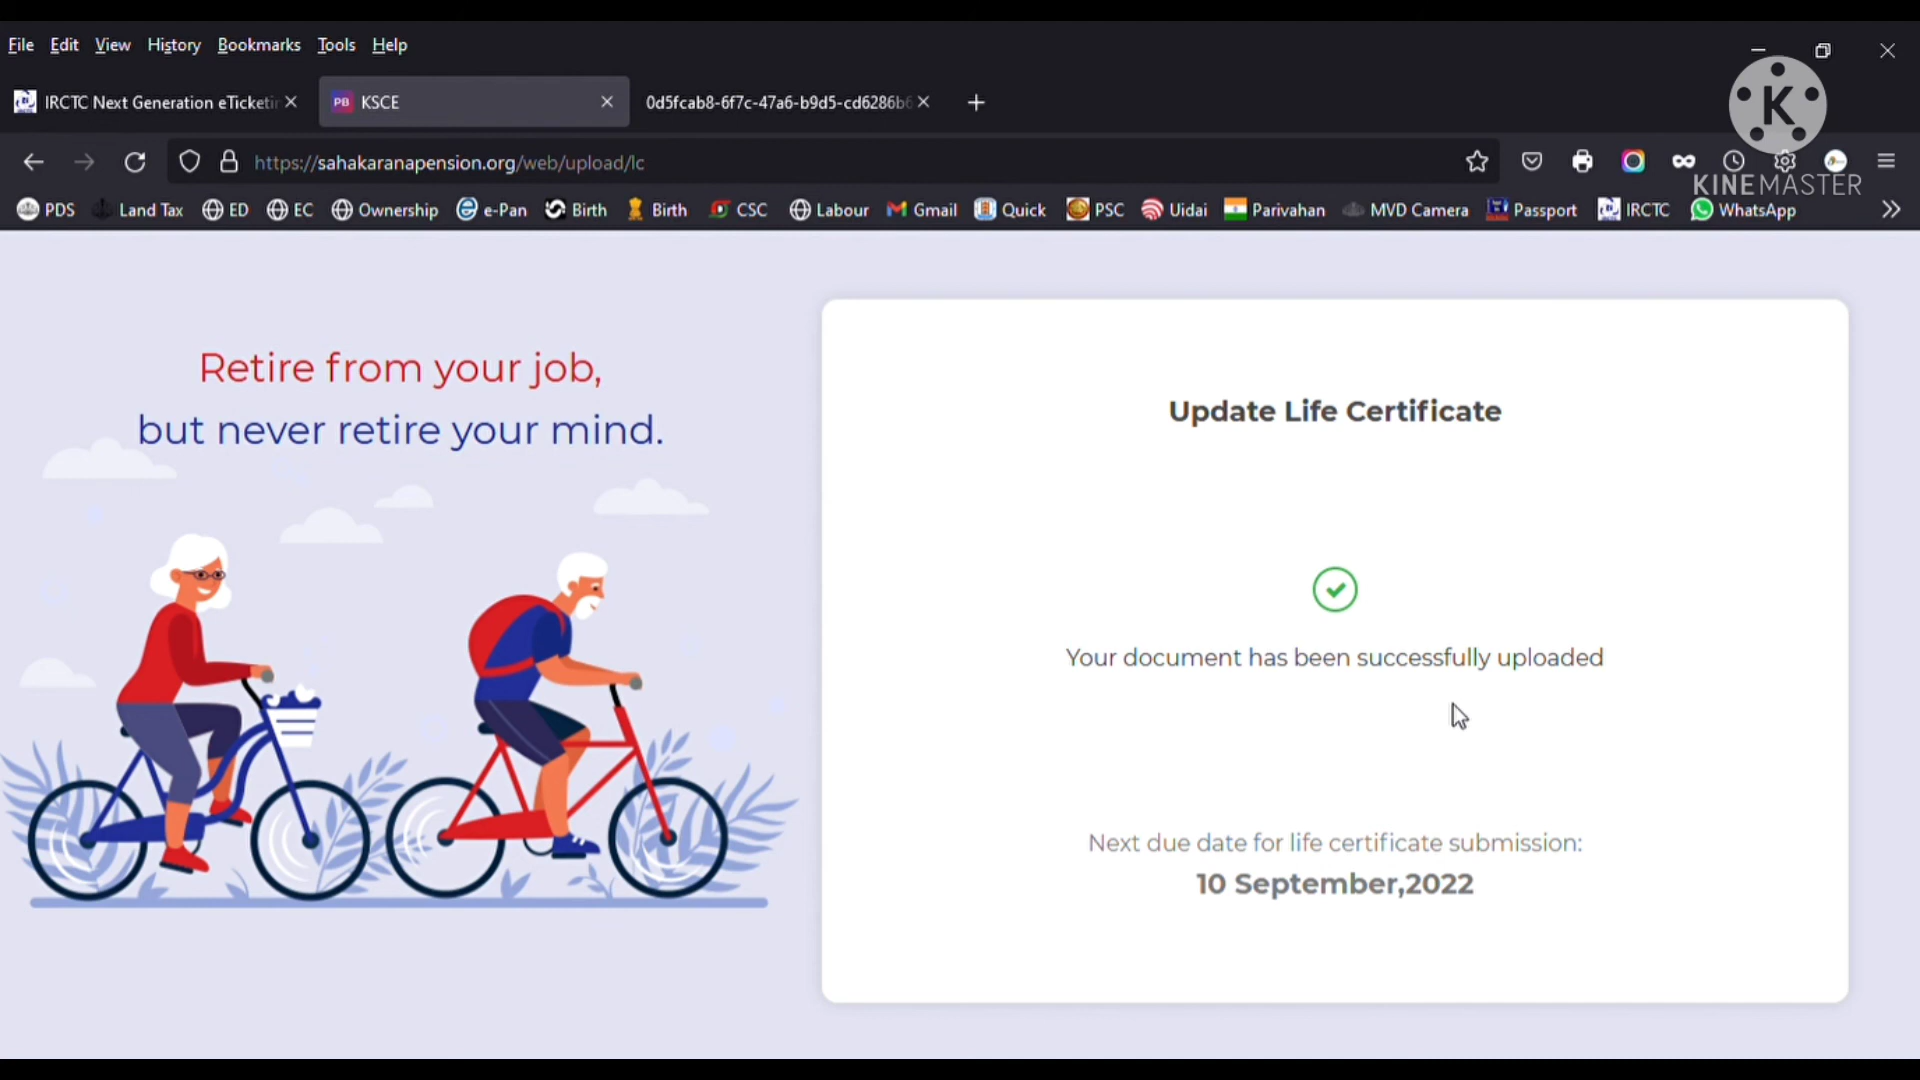 File Edit View History Bookmarks Tools Help
IRCTC Next Generation eTicketin
PB KSCE
0d5fcab8-6f7c-47a6-b9d5-cd6286b6
https://sahakaranapension.org/web/upload/lc
K
KINEMASTER
PDS Land Tax ED EC Ownership e-Pan Birth Birth CSC Labour Gmail Quick PSC Uidai Parivahan MVD Camera Passport IRCTC WhatsApp
Retire from your job,
but never retire your mind.
Update Life Certificate
Your document has been successfully uploaded
Next due date for life certificate submission:
10 September,2022